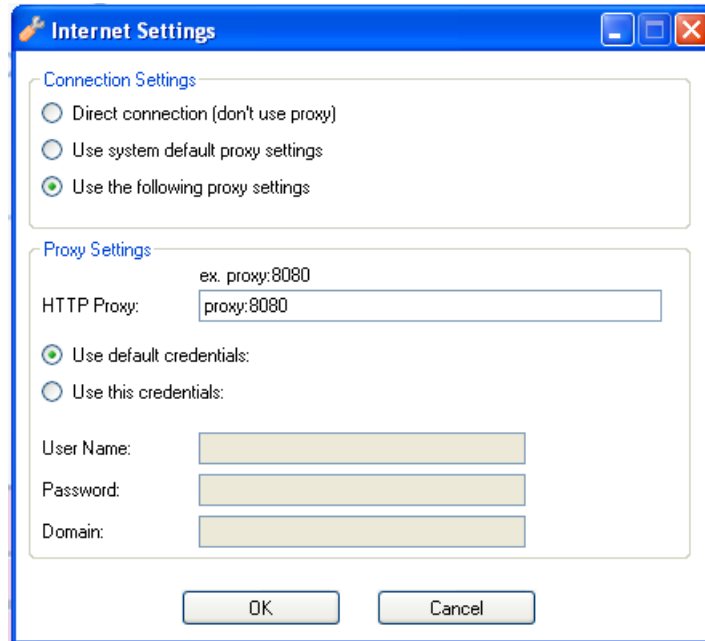 Internet Settings
Connection Settings
Direct connection (don't use proxy)
Use system default proxy settings
Use the following proxy settings
Proxy Settings
ex. proxy:8080
HTTP Proxy: proxy:8080
Use default credentials:
Use this credentials:
User Name:
Password:
Domain:
OK Cancel